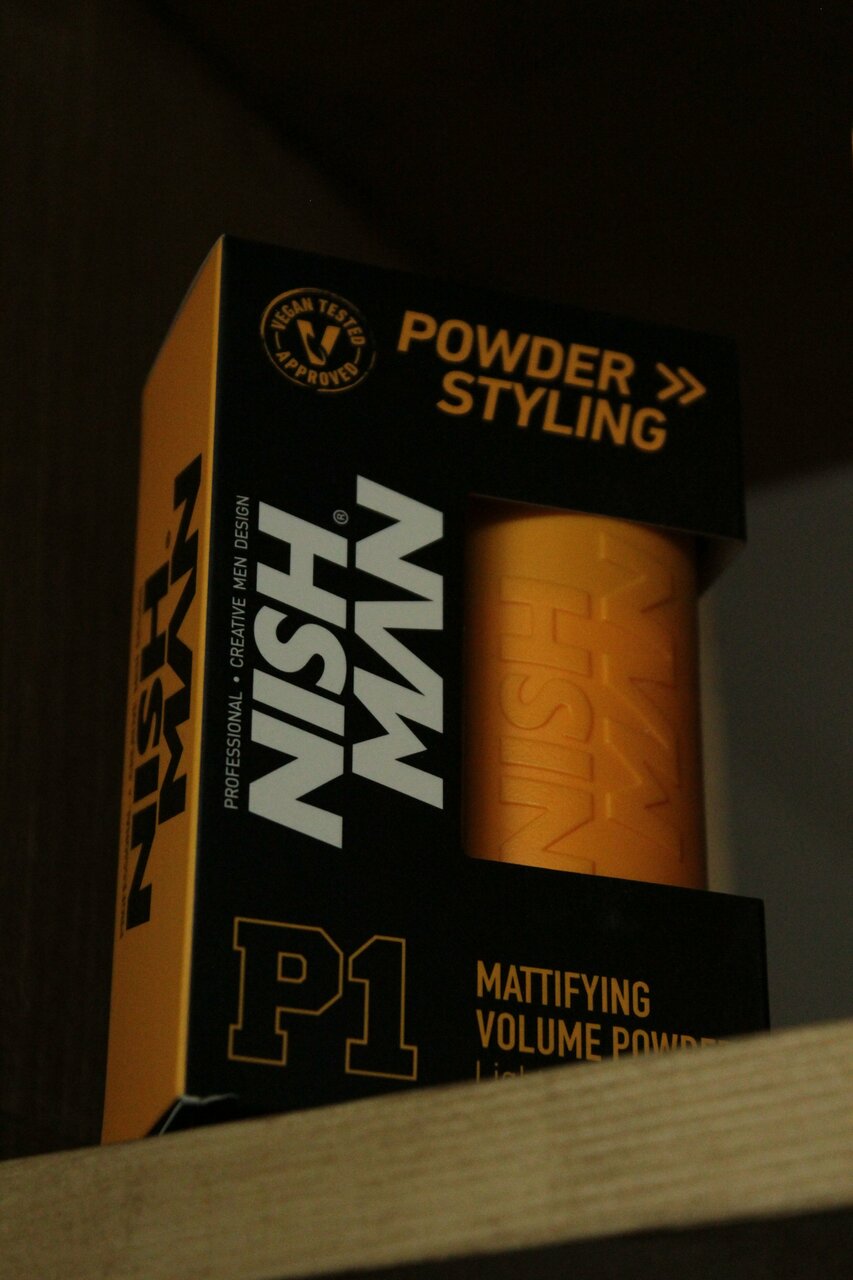 VEGAN TESTED
APPROVED
POWDER
STYLING
PROFESSIONAL • CREATIVE MEN DESIGN
NISH
MAN®
NISH
MAN
NISH
MAN
P1
MATTIFYING
VOLUME POWDER